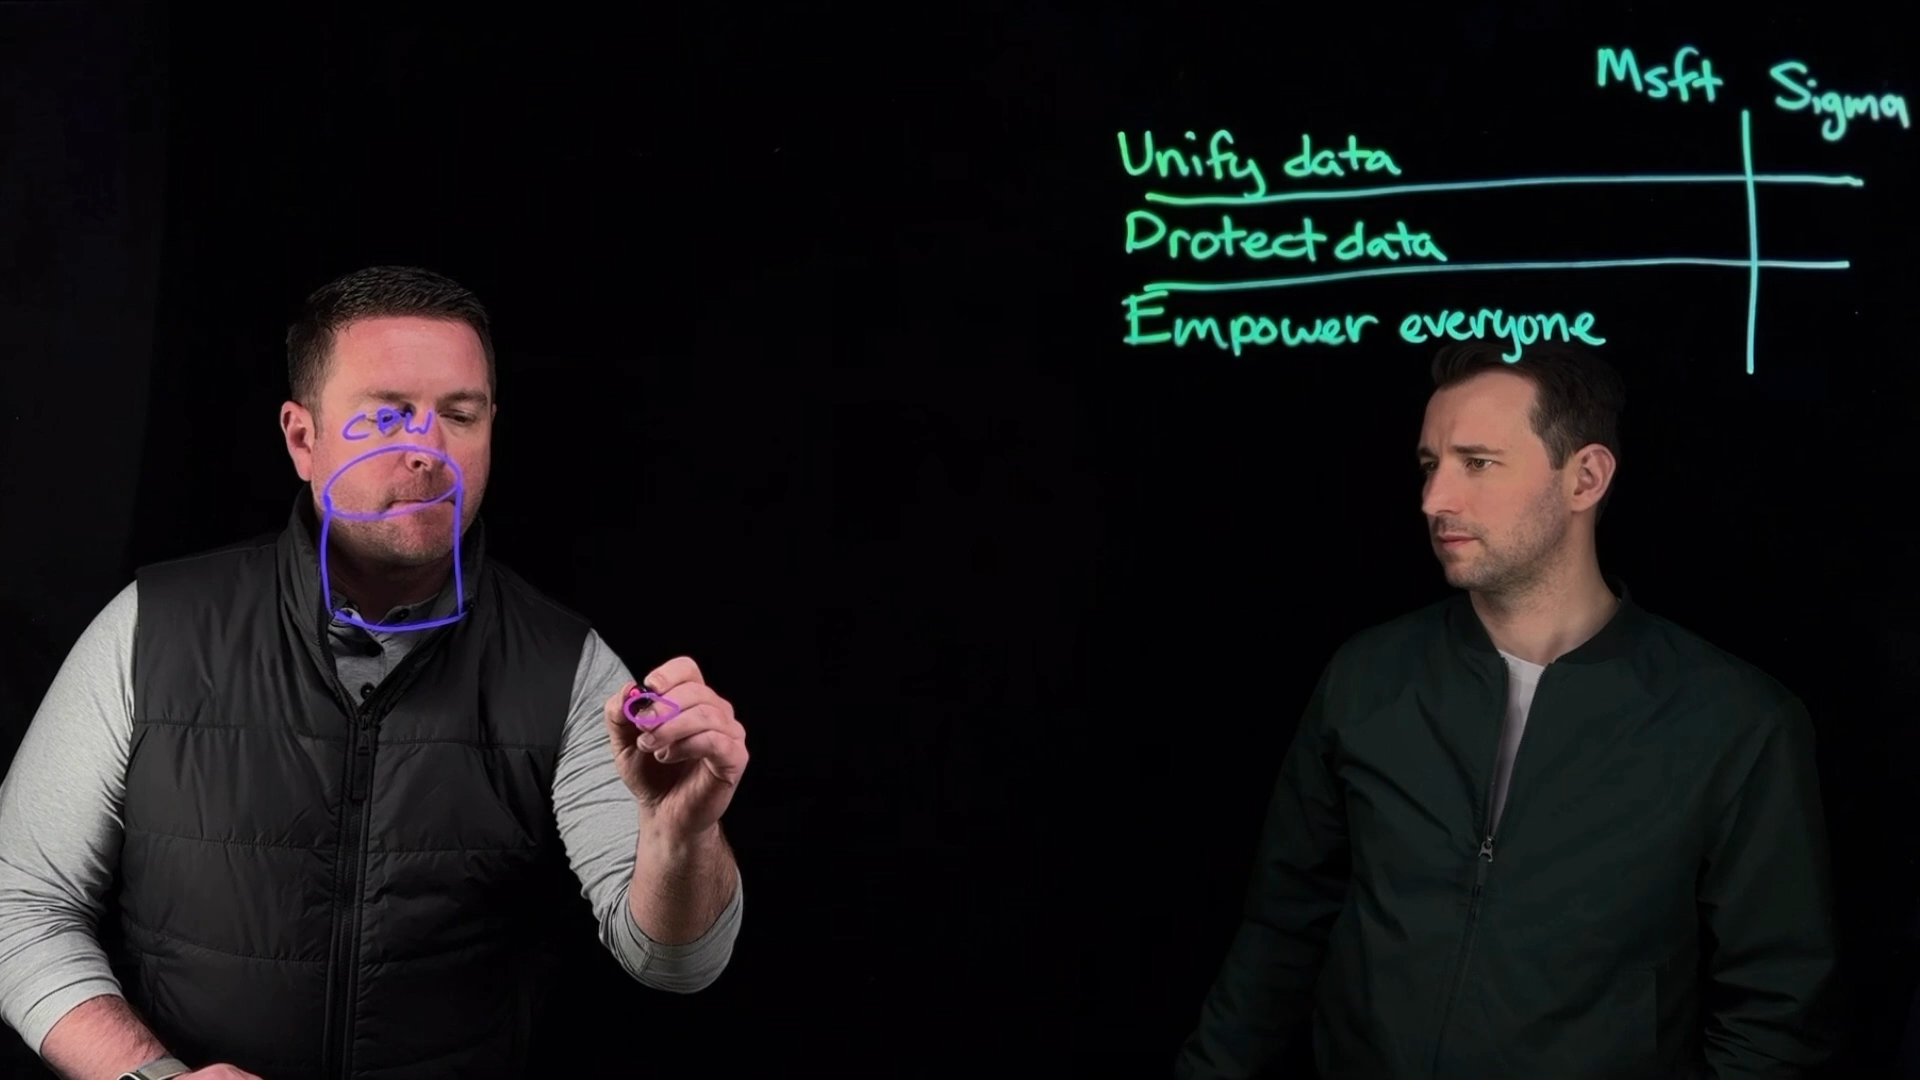 Msft Sigma
Unify data
Protect data
Empower everyone
CDW